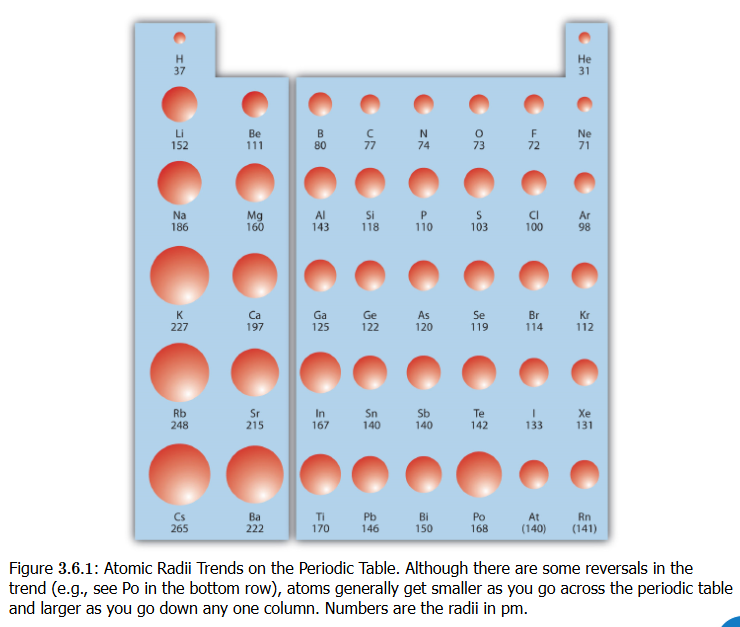 H He
37 31
Li Be B C N O F Ne
152 111 80 77 74 73 72 71
Na Mg Al Si P S Cl Ar
186 160 143 118 110 103 100 98
K Ca Ga Ge As Se Br Kr
227 197 125 122 120 119 114 112
Rb Sr In Sn Sb Te I Xe
248 215 167 140 140 142 133 131
Cs Ba Ti Pb Bi Po At Rn
265 222 170 146 150 168 (140) (141)
Figure 3.6.1: Atomic Radii Trends on the Periodic Table. Although there are some reversals in the
trend (e.g., see Po in the bottom row), atoms generally get smaller as you go across the periodic table
and larger as you go down any one column. Numbers are the radii in pm.